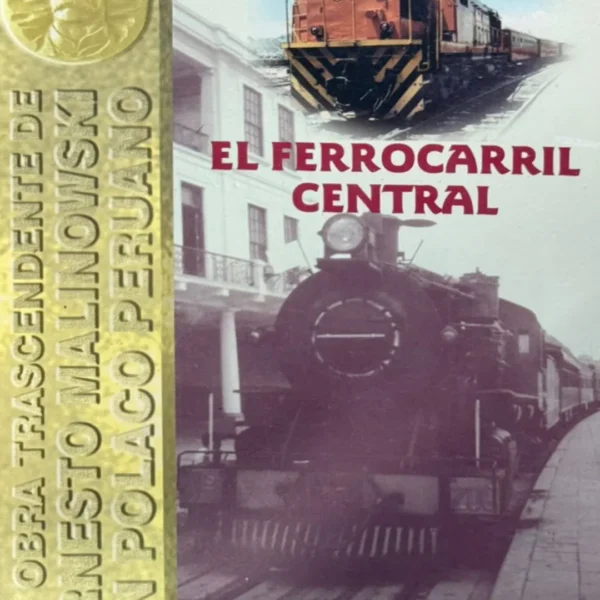 EL FERROCARRIL
CENTRAL
OBRA TRASCENDENTE DE
RNESTO MALINOWSKI
N POLACO PERUANO